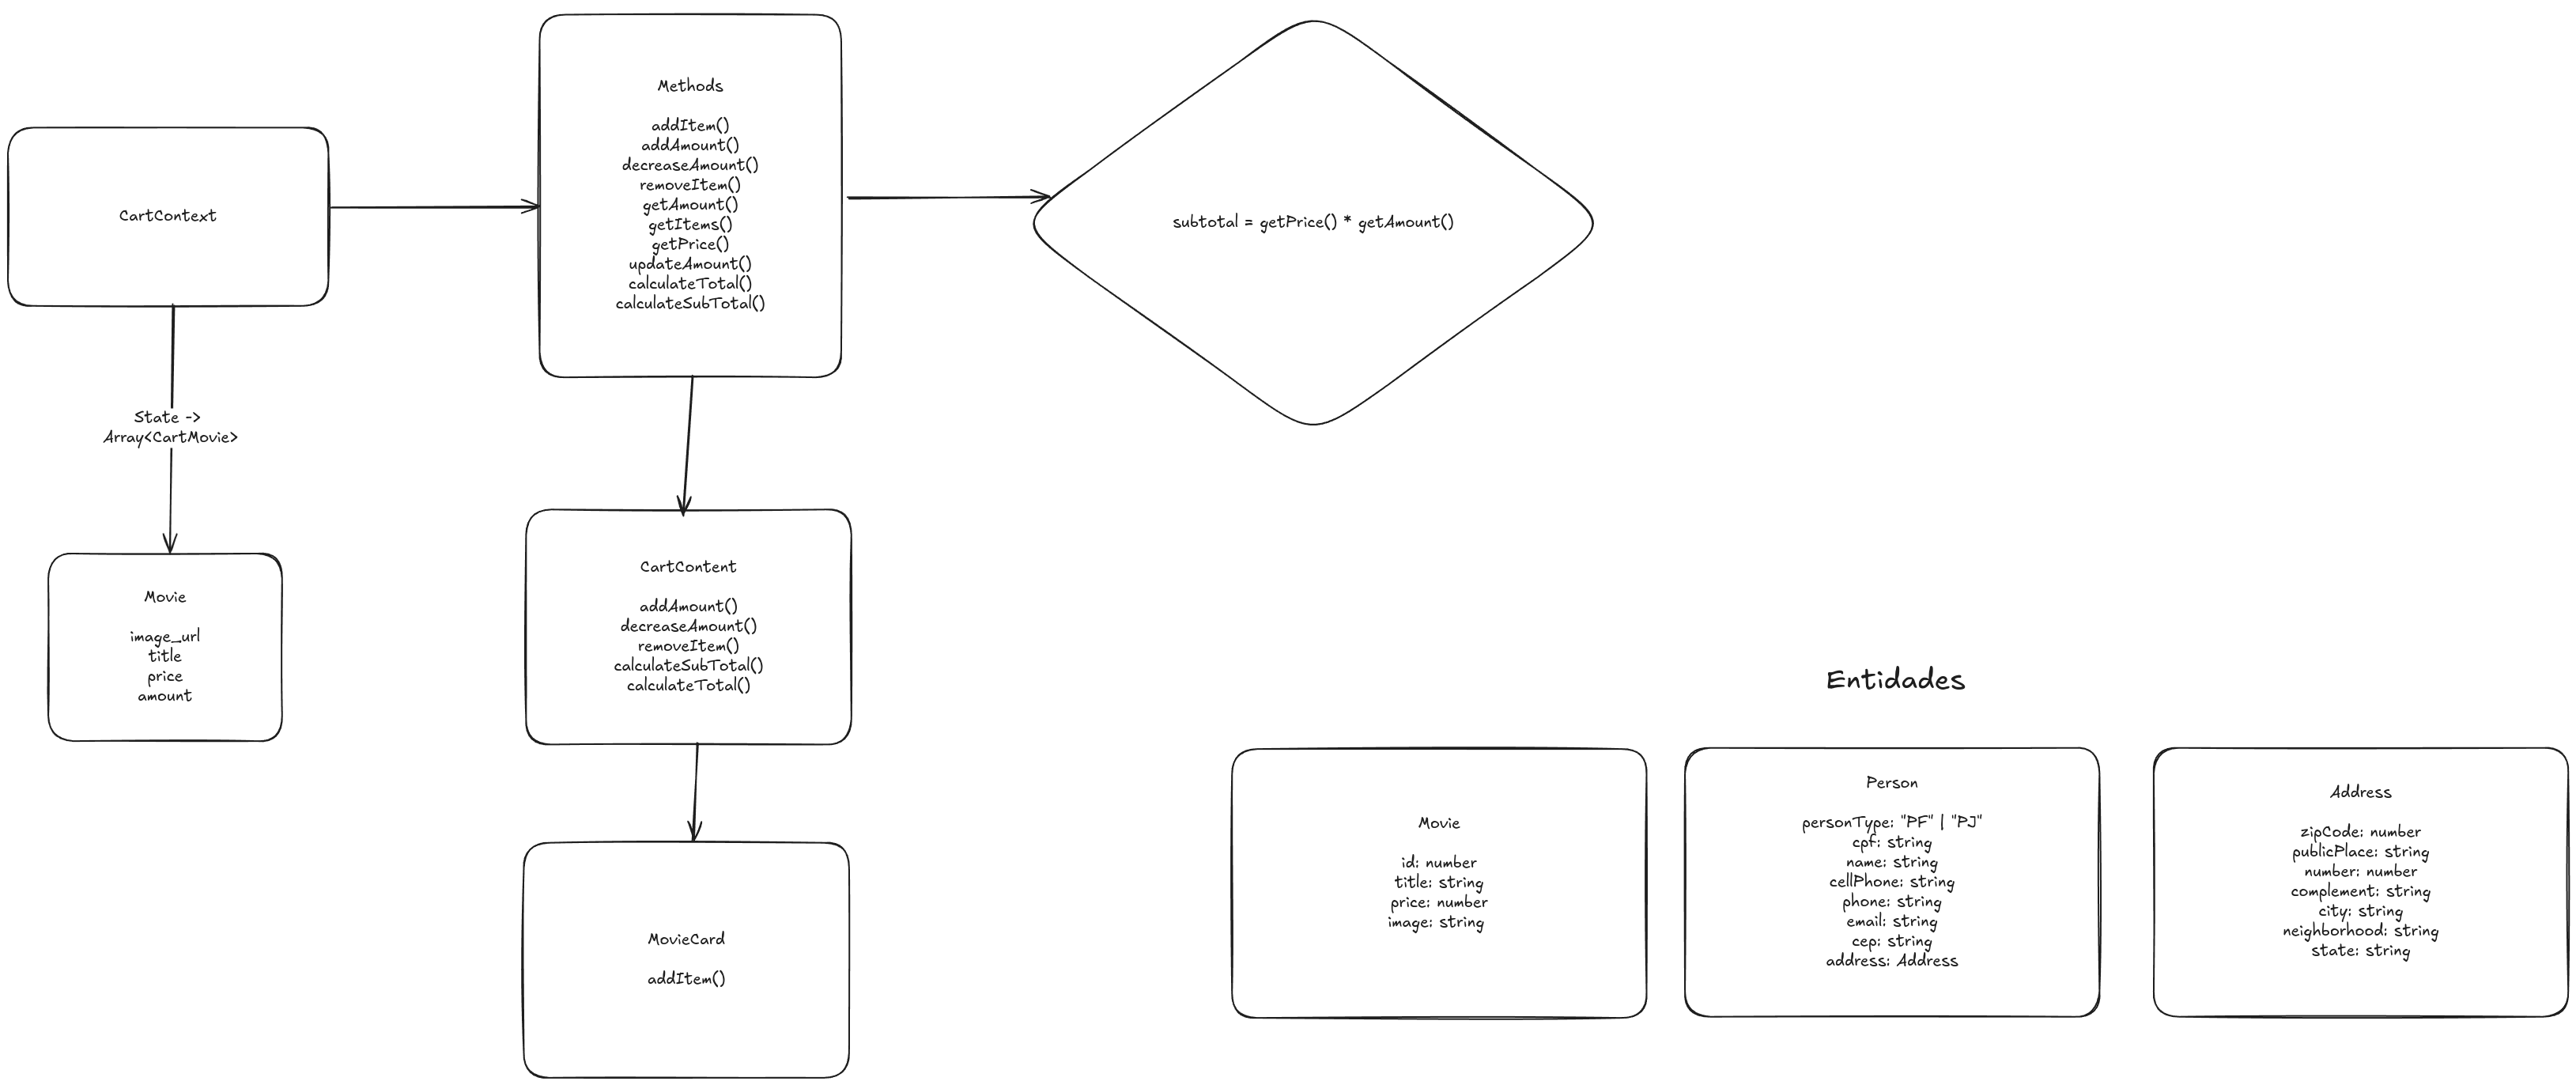 CartContext
State ->
Array<CartMovie>
Movie
image_url
title
price
amount
Methods
addItem()
addAmount()
decreaseAmount()
removeItem()
getAmount()
getItems()
getPrice()
updateAmount()
calculateTotal()
calculateSubTotal()
subtotal = getPrice() * getAmount()
CartContent
addAmount()
decreaseAmount()
removeItem()
calculateSubTotal()
calculateTotal()
MovieCard
addItem()
Entidades
Movie
id: number
title: string
price: number
image: string
Person
personType: "PF" | "PJ"
cpf: string
name: string
cellPhone: string
phone: string
email: string
cep: string
address: Address
Address
zipCode: number
publicPlace: string
number: number
complement: string
city: string
neighborhood: string
state: string